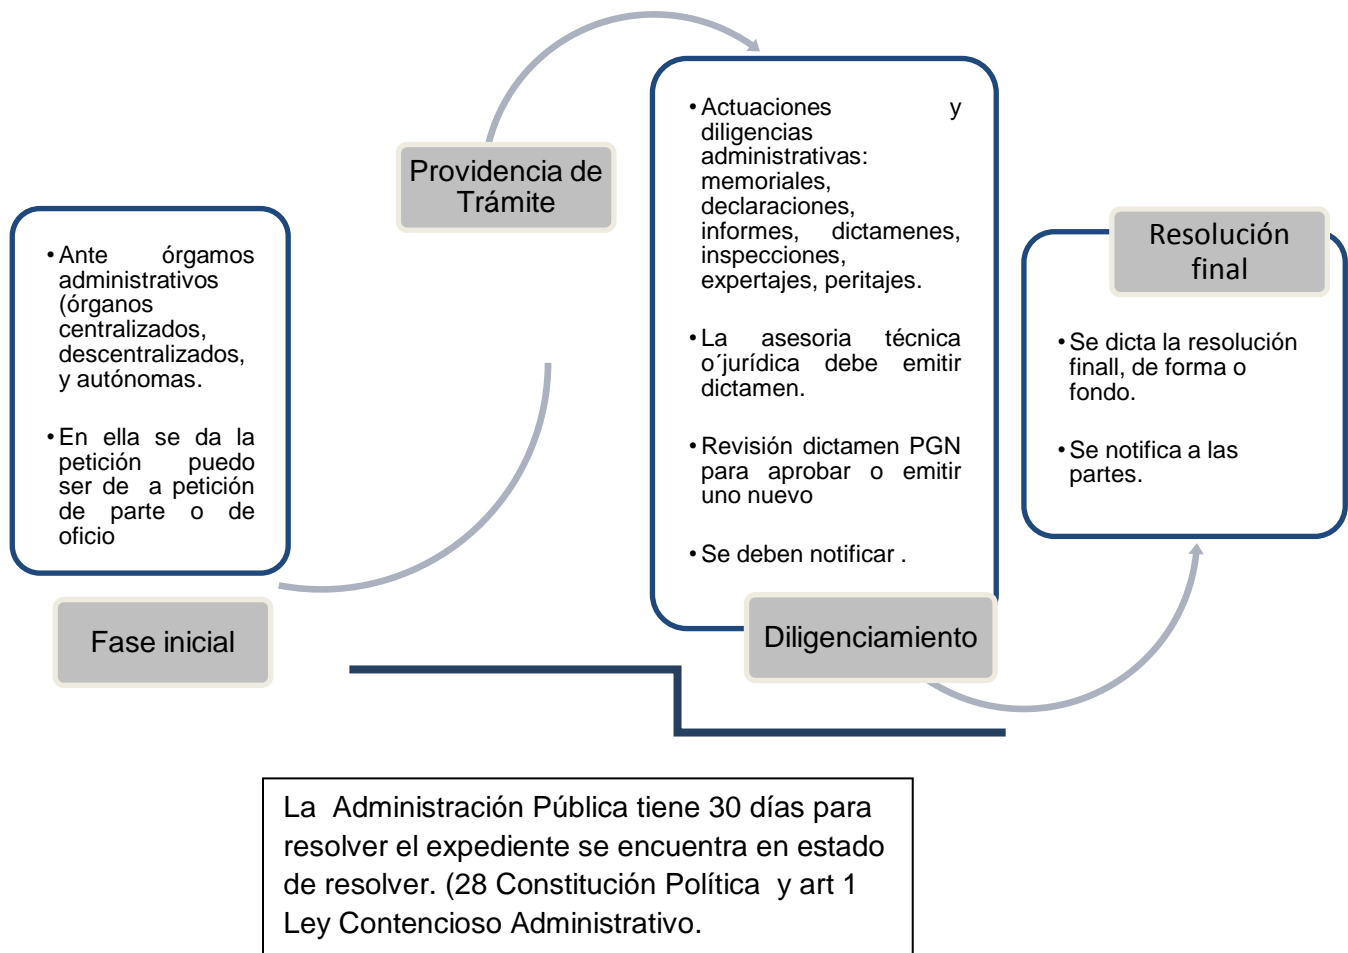 • Ante órgamos
administrativos
(órganos
centralizados,
descentralizados,
y autónomas.
• En ella se da la
petición puedo
ser de a petición
de parte o de
oficio
Fase inicial
Providencia de
Trámite
• Actuaciones y
diligencias
administrativas:
memoriales,
declaraciones,
informes, dictamenes,
inspecciones,
expertajes, peritajes.
• La asesoria técnica
o´jurídica debe emitir
dictamen.
• Revisión dictamen PGN
para aprobar o emitir
uno nuevo
• Se deben notificar .
Diligenciamiento
Resolución
final
• Se dicta la resolución
finall, de forma o
fondo.
• Se notifica a las
partes.
La Administración Pública tiene 30 días para
resolver el expediente se encuentra en estado
de resolver. (28 Constitución Política y art 1
Ley Contencioso Administrativo.